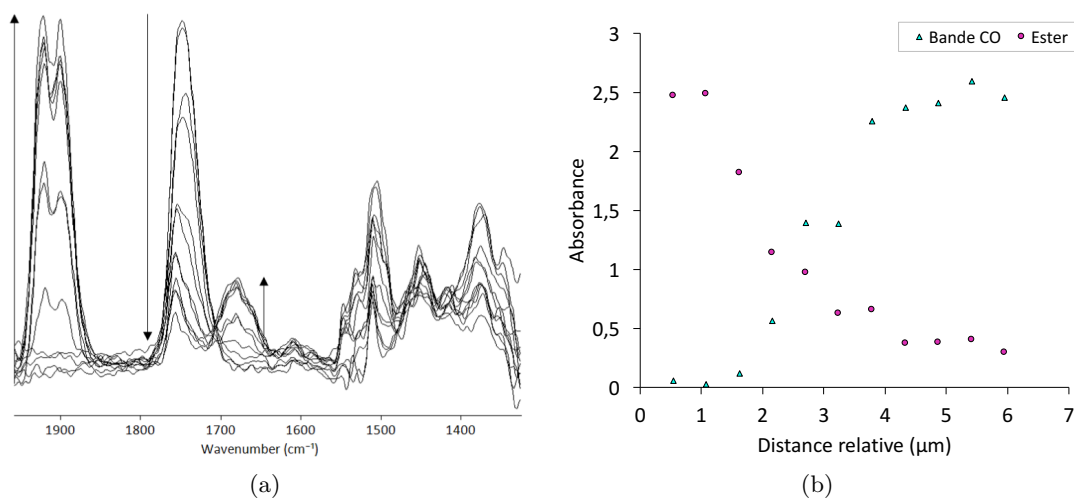 1900 1800 1700 1600 1500 1400
Wavenumber (cm⁻¹)
(a)
Bande CO Ester
3
2,5
2
1,5
1
0,5
0
Absorbance
0 1 2 3 4 5 6 7
Distance relative (µm)
(b)